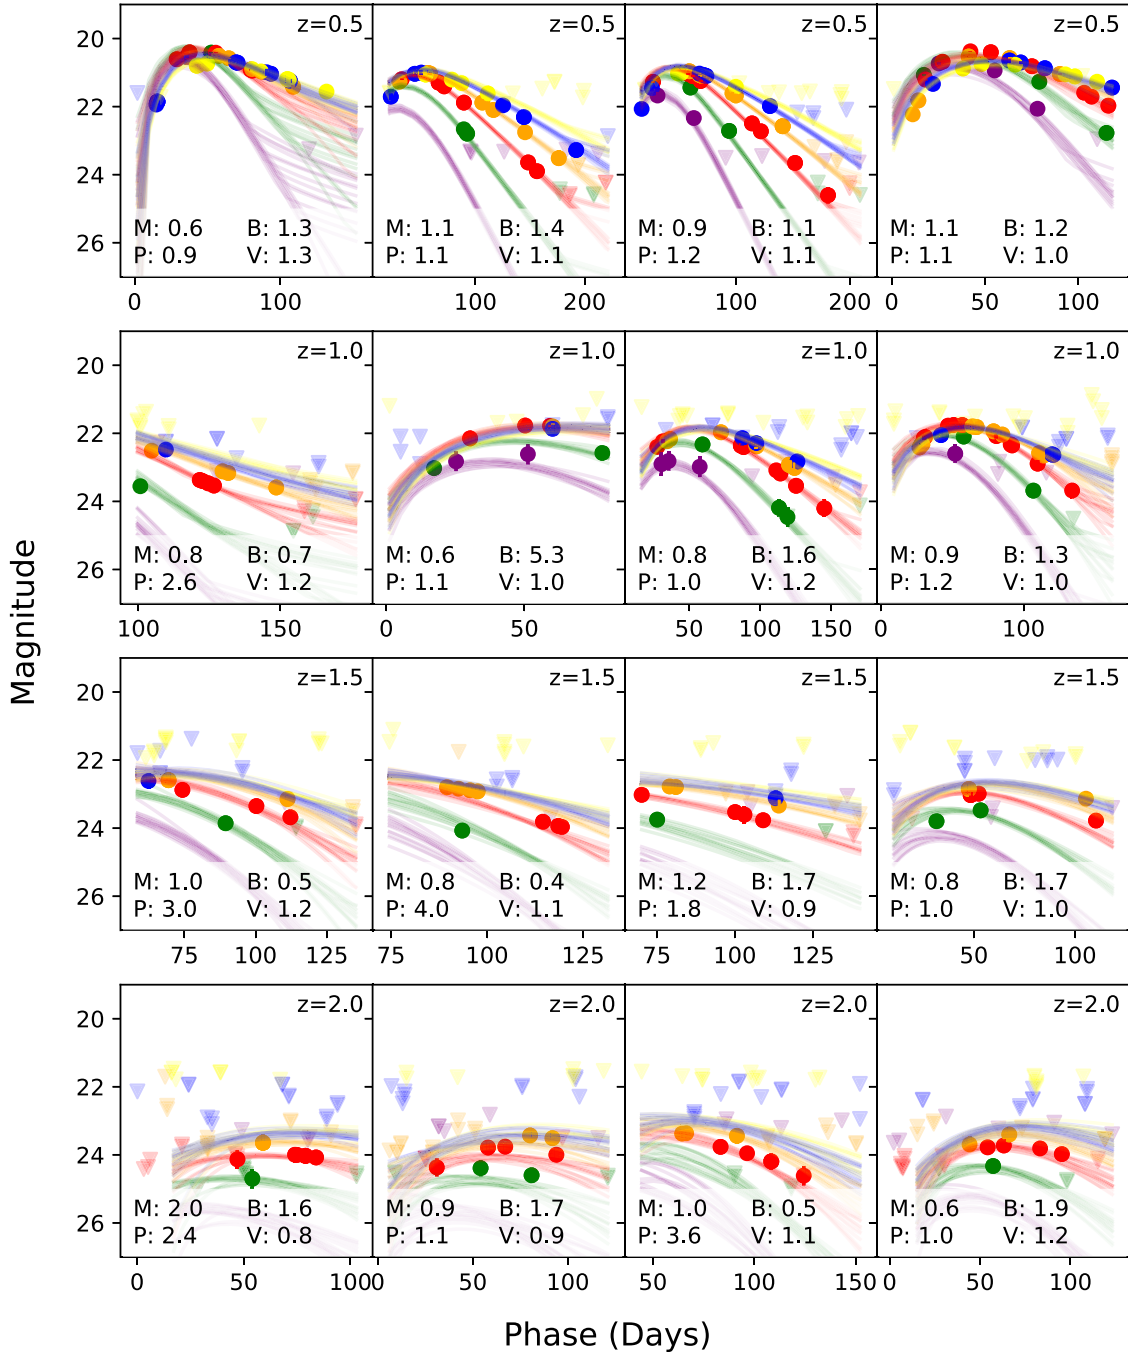 z=0.5 z=0.5 z=0.5 z=0.5
20
22
24
26
M: 0.6 B: 1.3 M: 1.1 B: 1.4 M: 0.9 B: 1.1 M: 1.1 B: 1.2
P: 0.9 V: 1.3 P: 1.1 V: 1.1 P: 1.2 V: 1.1 P: 1.1 V: 1.0
0 100 100 200 100 200 0 50 100
z=1.0 z=1.0 z=1.0 z=1.0
20
22
24
26
M: 0.8 B: 0.7 M: 0.6 B: 5.3 M: 0.8 B: 1.6 M: 0.9 B: 1.3
P: 2.6 V: 1.2 P: 1.1 V: 1.0 P: 1.0 V: 1.2 P: 1.2 V: 1.0
100 150 0 50 50 100 150 0 100
Magnitude
z=1.5 z=1.5 z=1.5 z=1.5
20
22
24
26
M: 1.0 B: 0.5 M: 0.8 B: 0.4 M: 1.2 B: 1.7 M: 0.8 B: 1.7
P: 3.0 V: 1.2 P: 4.0 V: 1.1 P: 1.8 V: 0.9 P: 1.0 V: 1.0
75 100 125 75 100 125 75 100 125 50 100
z=2.0 z=2.0 z=2.0 z=2.0
20
22
24
26
M: 2.0 B: 1.6 M: 0.9 B: 1.7 M: 1.0 B: 0.5 M: 0.6 B: 1.9
P: 2.4 V: 0.8 P: 1.1 V: 0.9 P: 3.6 V: 1.1 P: 1.0 V: 1.2
0 50 100 0 50 100 50 100 150 0 50 100
Phase (Days)